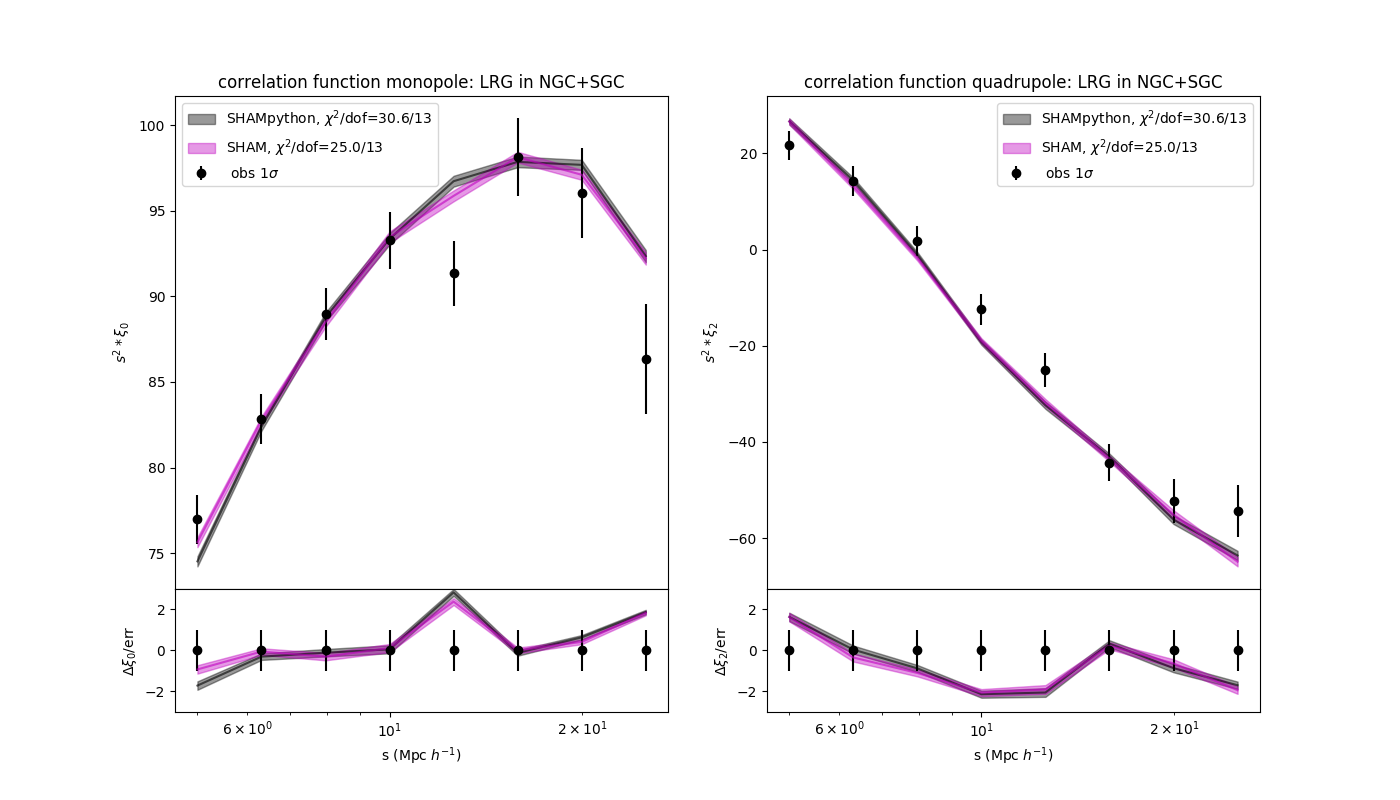 correlation function monopole: LRG in NGC+SGC
SHAMpython, χ²/dof=30.6/13
SHAM, χ²/dof=25.0/13
obs 1σ
100
95
90
85
80
75
s² * ξ₀
2
0
−2
Δξ₀/err
6 × 10⁰
10¹
2 × 10¹
s (Mpc h⁻¹)
correlation function quadrupole: LRG in NGC+SGC
SHAMpython, χ²/dof=30.6/13
SHAM, χ²/dof=25.0/13
obs 1σ
20
0
−20
−40
−60
s² * ξ₂
2
0
−2
Δξ₂/err
6 × 10⁰
10¹
2 × 10¹
s (Mpc h⁻¹)